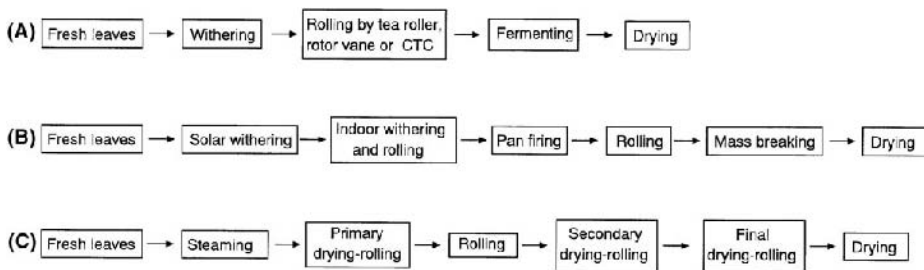 (A) Fresh leaves Withering Rolling by tea roller, rotor vane or CTC Fermenting Drying
(B) Fresh leaves Solar withering Indoor withering and rolling Pan firing Rolling Mass breaking Drying
(C) Fresh leaves Steaming Primary drying-rolling Rolling Secondary drying-rolling Final drying-rolling Drying